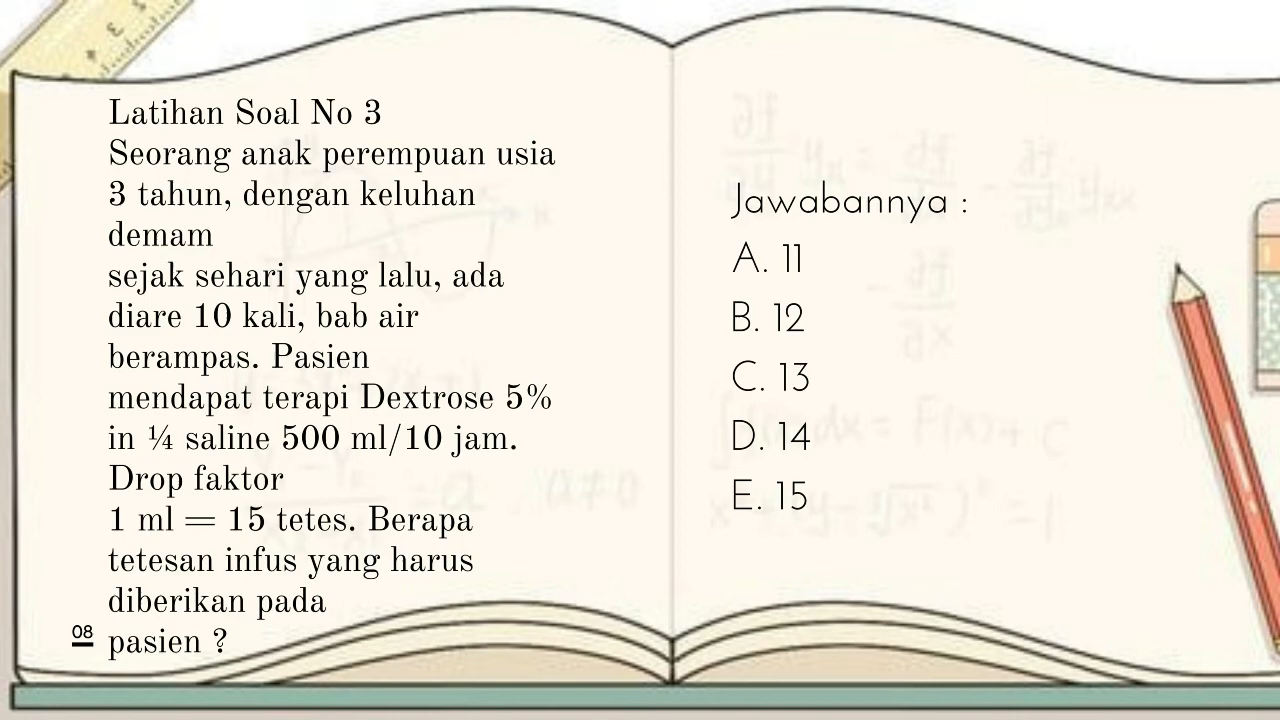 Latihan Soal No 3
Seorang anak perempuan usia
3 tahun, dengan keluhan
demam
sejak sehari yang lalu, ada
diare 10 kali, bab air
berampas. Pasien
mendapat terapi Dextrose 5%
in ¼ saline 500 ml/10 jam.
Drop faktor
1 ml = 15 tetes. Berapa
tetesan infus yang harus
diberikan pada
pasien ?
08
Jawabannya :
A. 11
B. 12
C. 13
D. 14
E. 15